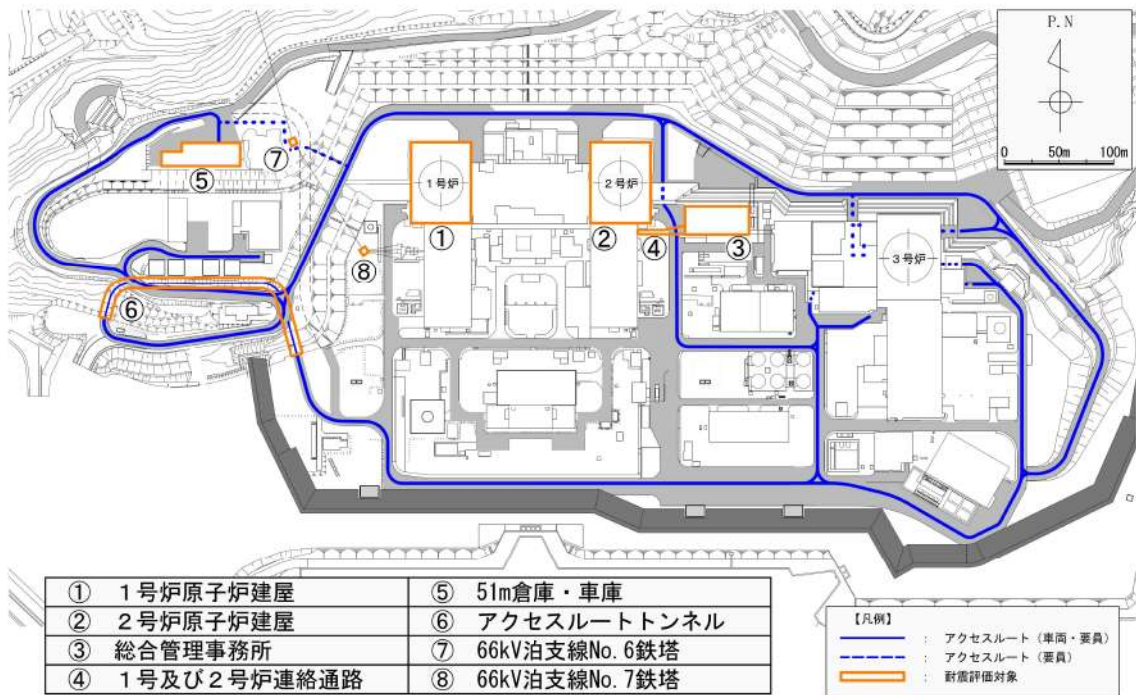 P.N
0 50m 100m
⑦
⑤
1号炉
2号炉
①
②
④
③
3号炉
⑧
⑥
① 1号炉原子炉建屋 ⑤ 51m倉庫・車庫
② 2号炉原子炉建屋 ⑥ アクセスルートトンネル
③ 総合管理事務所 ⑦ 66kV泊支線No.6鉄塔
④ 1号及び2号炉連絡通路 ⑧ 66kV泊支線No.7鉄塔
【凡例】
： アクセスルート（車両・要員）
： アクセスルート（要員）
： 耐震評価対象